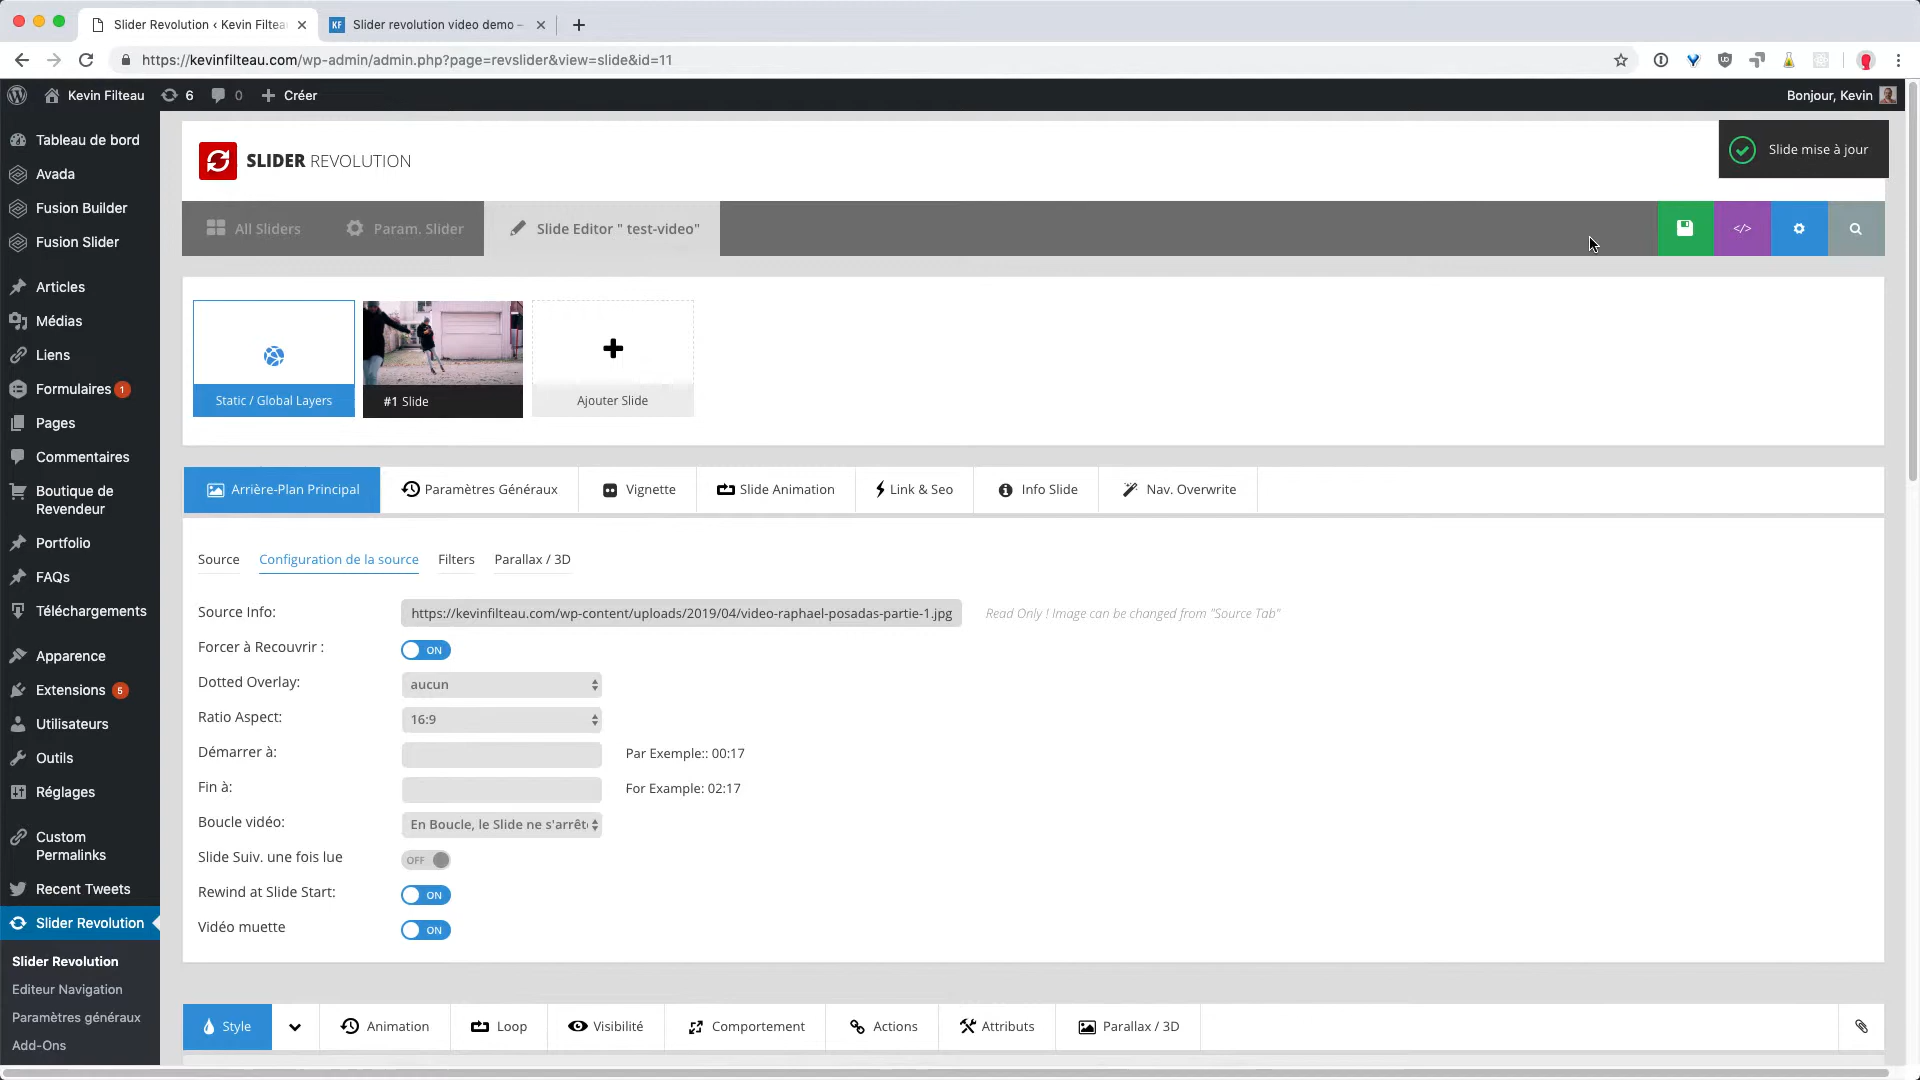 Slider Revolution ‹ Kevin Filtea
KF Slider revolution video demo –
https://kevinfilteau.com/wp-admin/admin.php?page=revslider&view=slide&id=11
Kevin Filteau 6 0 Créer
Bonjour, Kevin
Tableau de bord
Avada
Fusion Builder
Fusion Slider
Articles
Médias
Liens
Formulaires 1
Pages
Commentaires
Boutique de
Revendeur
Portfolio
FAQs
Téléchargements
Apparence
Extensions 5
Utilisateurs
Outils
Réglages
Custom
Permalinks
Recent Tweets
Slider Revolution
Slider Revolution
Editeur Navigation
Paramètres généraux
Add-Ons
SLIDER REVOLUTION
Slide mise à jour
All Sliders
Param. Slider
Slide Editor " test-video"
</>
Static / Global Layers
#1 Slide
Ajouter Slide
Arrière-Plan Principal
Paramètres Généraux
Vignette
Slide Animation
Link & Seo
Info Slide
Nav. Overwrite
Source
Configuration de la source
Filters
Parallax / 3D
Source Info: https://kevinfilteau.com/wp-content/uploads/2019/04/video-raphael-posadas-partie-1.jpg Read Only ! Image can be changed from "Source Tab"
Forcer à Recouvrir : ON
Dotted Overlay: aucun
Ratio Aspect: 16:9
Démarrer à: Par Exemple:: 00:17
Fin à: For Example: 02:17
Boucle vidéo: En Boucle, le Slide ne s'arrêt
Slide Suiv. une fois lue OFF
Rewind at Slide Start: ON
Vidéo muette ON
Style
Animation
Loop
Visibilité
Comportement
Actions
Attributs
Parallax / 3D